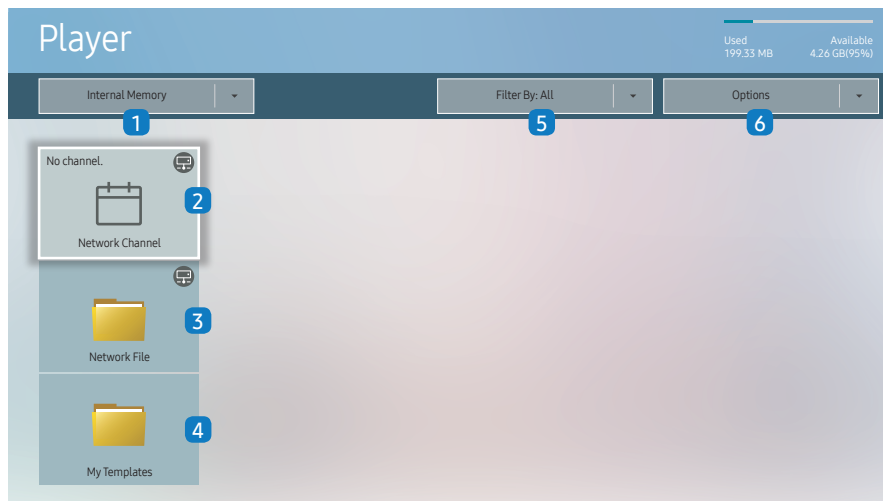 Player
Used Available
199.33 MB 4.26 GB(95%)
Internal Memory
Filter By: All
Options
1
5
6
No channel.
2
Network Channel
3
Network File
4
My Templates